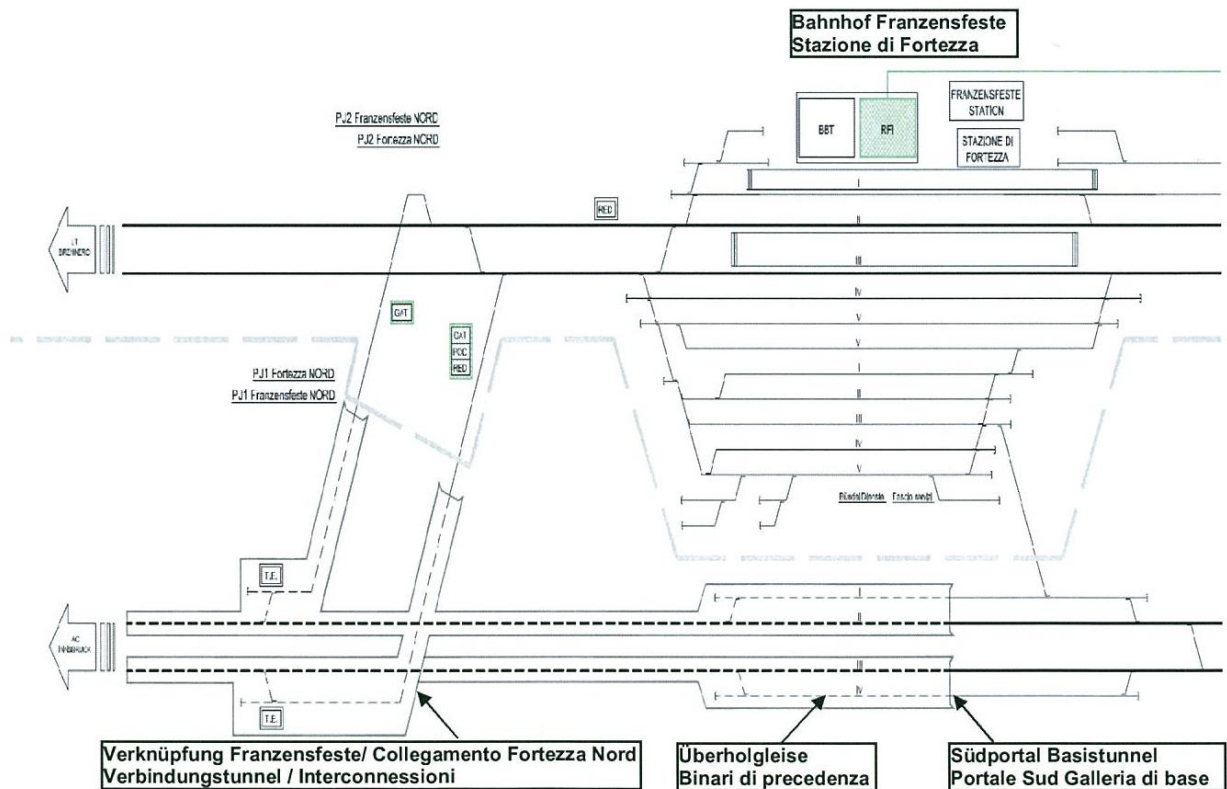 Bahnhof Franzensfeste
Stazione di Fortezza
FRANZENSFESTE
STATION
BBT
RFI
STAZIONE DI
FORTEZZA
PJ2 Franzensfeste NORD
PJ2 Fortezza NORD
I
RED
II
LT
BRENNERO
III
IV
GAT
V
GAT
POC
RED
V
PJ1 Fortezza NORD
PJ1 Franzensfeste NORD
I
II
III
IV
V
Fascio
T.E.
I
II
AC
INNSBRUCK
III
IV
T.E.
Verknüpfung Franzensfeste/ Collegamento Fortezza Nord
Verbindungstunnel / Interconnessioni
Überholgleise
Binari di precedenza
Südportal Basistunnel
Portale Sud Galleria di base